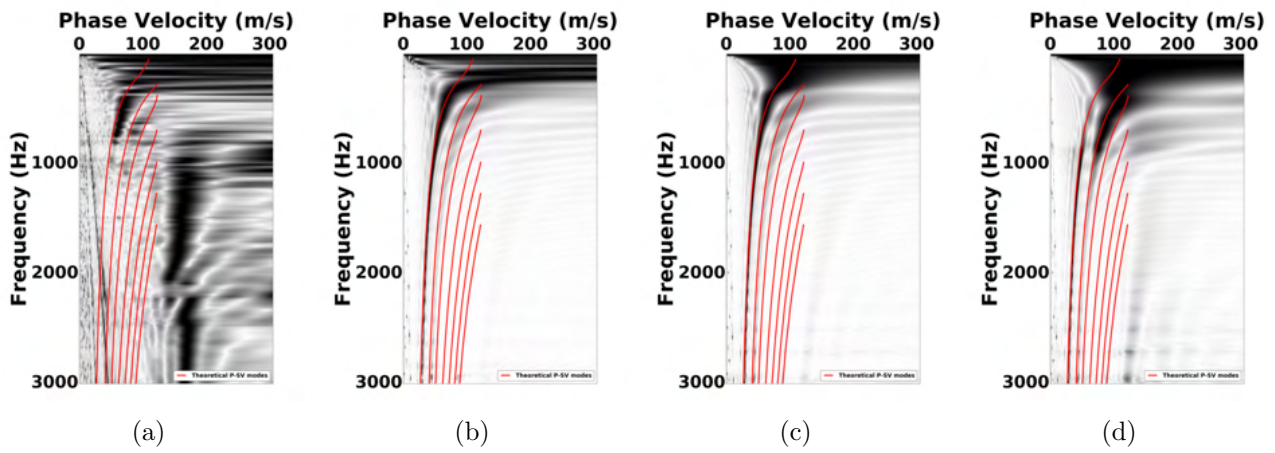 Phase Velocity (m/s)
0 100 200 300
Frequency (Hz)
1000
2000
3000
Theoretical P-SV modes
(a)
Phase Velocity (m/s)
0 100 200 300
Frequency (Hz)
1000
2000
3000
Theoretical P-SV modes
(b)
Phase Velocity (m/s)
0 100 200 300
Frequency (Hz)
1000
2000
3000
Theoretical P-SV modes
(c)
Phase Velocity (m/s)
0 100 200 300
Frequency (Hz)
1000
2000
3000
Theoretical P-SV modes
(d)